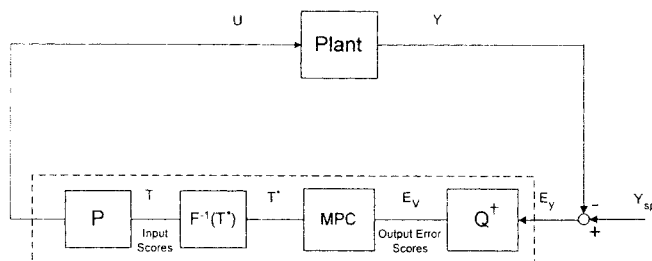 U
Plant
Y
P
T
Input
Scores
F⁻¹(T*)
T*
MPC
E_v
Output Error
Scores
Q†
E_y
-
+
Y_sp